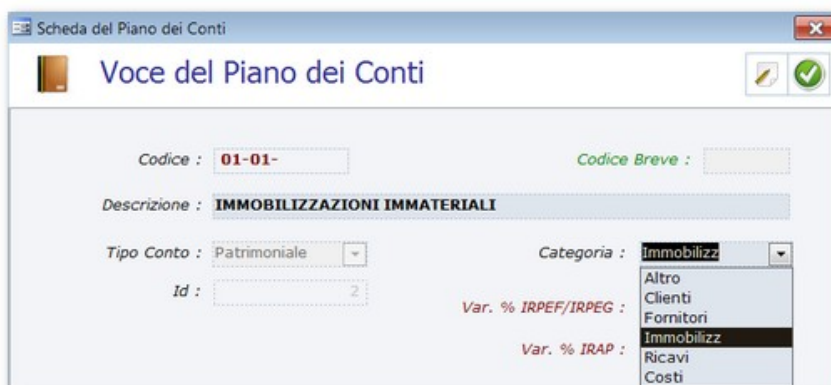 Scheda del Piano dei Conti
Voce del Piano dei Conti
Codice : 01-01- Codice Breve :
Descrizione : IMMOBILIZZAZIONI IMMATERIALI
Tipo Conto : Patrimoniale Categoria : Immobilizz
Altro
Id : 2 Clienti
Var. % IRPEF/IRPEG : Fornitori
Immobilizz
Var. % IRAP : Ricavi
Costi